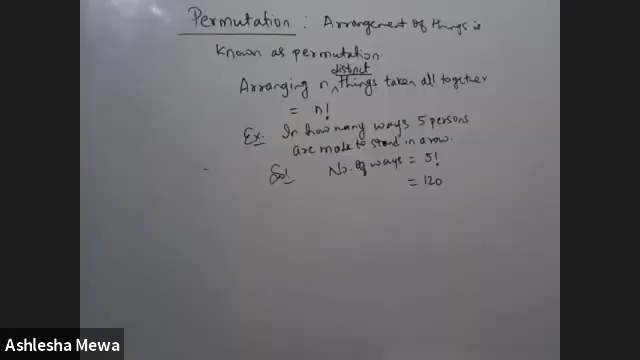 Permutation : Arrangement of things is
known as permutation.
distinct
Arranging n ^ things taken all together
= n!
Ex. In how many ways 5 persons
are made to stand in a row.
Sol No. of ways = 5!
= 120
Ashlesha Mewa